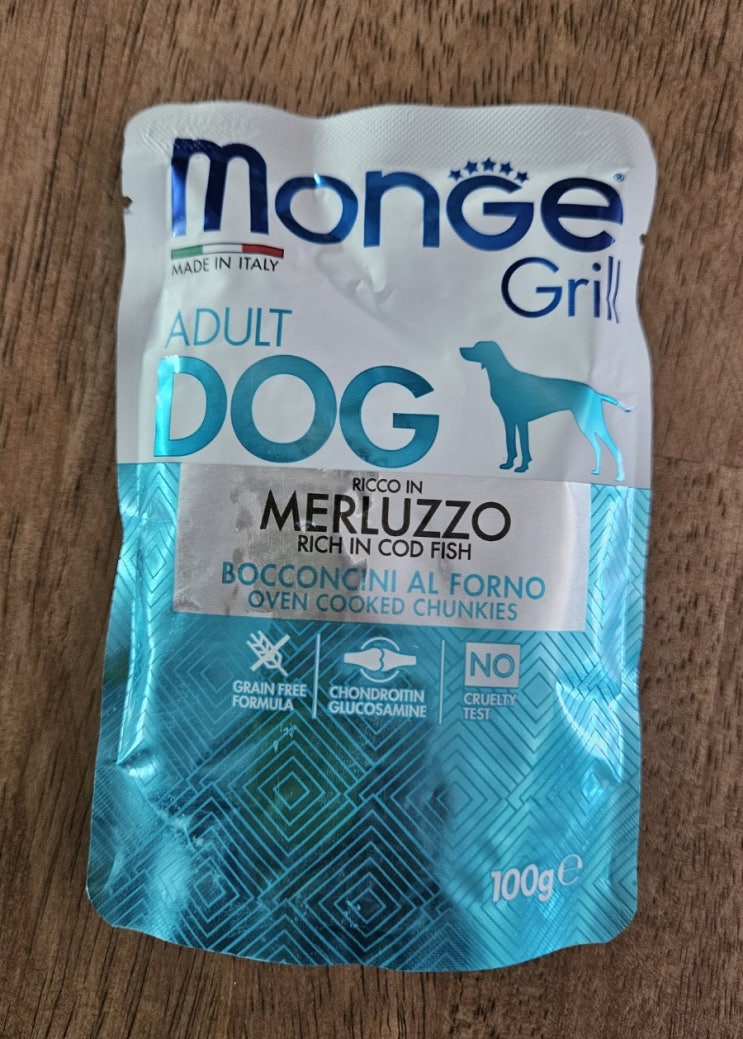 monge
MADE IN ITALY
Grill
ADULT
DOG
RICCO IN
MERLUZZO
RICH IN COD FISH
BOCCONCINI AL FORNO
OVEN COOKED CHUNKIES
GRAIN FREE
FORMULA
CHONDROITIN
GLUCOSAMINE
NO
CRUELTY
TEST
100g e